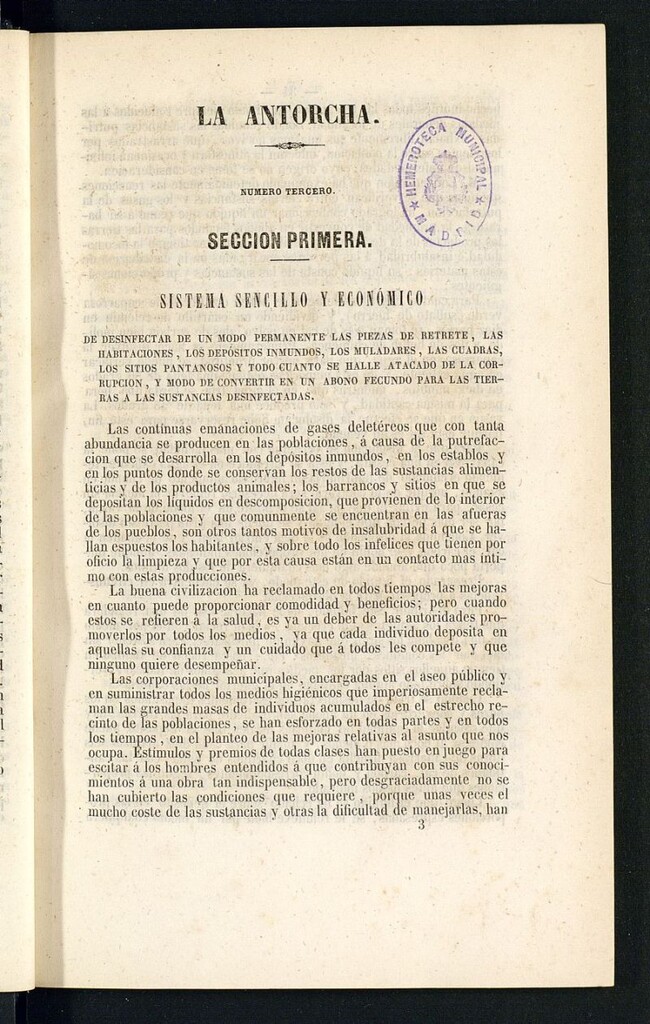 LA ANTORCHA.
HEMEROTECA MUNICIPAL
MADRID
NUMERO TERCERO.
SECCION PRIMERA.
SISTEMA SENCILLO Y ECONÓMICO
DE DESINFECTAR DE UN MODO PERMANENTE LAS PIEZAS DE RETRETE, LAS
HABITACIONES, LOS DEPÓSITOS INMUNDOS, LOS MULADARES, LAS CUADRAS,
LOS SITIOS PANTANOSOS Y TODO CUANTO SE HALLE ATACADO DE LA COR-
RUPCION, Y MODO DE CONVERTIR EN UN ABONO FECUNDO PARA LAS TIER-
RAS A LAS SUSTANCIAS DESINFECTADAS.
Las contínuas emanaciones de gases deletéreos que con tanta
abundancia se producen en las poblaciones, á causa de la putrefac-
cion que se desarrolla en los depósitos inmundos, en los establos y
en los puntos donde se conservan los restos de las sustancias alimen-
ticias y de los productos animales; los barrancos y sitios en que se
depositan los líquidos en descomposicion, que provienen de lo interior
de las poblaciones y que comunmente se encuentran en las afueras
de los pueblos, son otros tantos motivos de insalubridad á que se ha-
llan espuestos los habitantes, y sobre todo los infelices que tienen por
oficio la limpieza y que por esta causa están en un contacto mas ínti-
mo con estas producciones.
La buena civilizacion ha reclamado en todos tiempos las mejoras
en cuanto puede proporcionar comodidad y beneficios; pero cuando
estos se refieren á la salud, es ya un deber de las autoridades pro-
moverlos por todos los medios, ya que cada individuo deposita en
aquellas su confianza y un cuidado que á todos les compete y que
ninguno quiere desempeñar.
Las corporaciones municipales, encargadas en el aseo público y
en suministrar todos los medios higiénicos que imperiosamente recla-
man las grandes masas de individuos acumulados en el estrecho re-
cinto de las poblaciones, se han esforzado en todas partes y en todos
los tiempos, en el planteo de las mejoras relativas al asunto que nos
ocupa. Estímulos y premios de todas clases han puesto en juego para
escitar á los hombres entendidos á que contribuyan con sus conoci-
mientos á una obra tan indispensable, pero desgraciadamente no se
han cubierto las condiciones que requiere, porque unas veces el
mucho coste de las sustancias y otras la dificultad de manejarlas, han
3